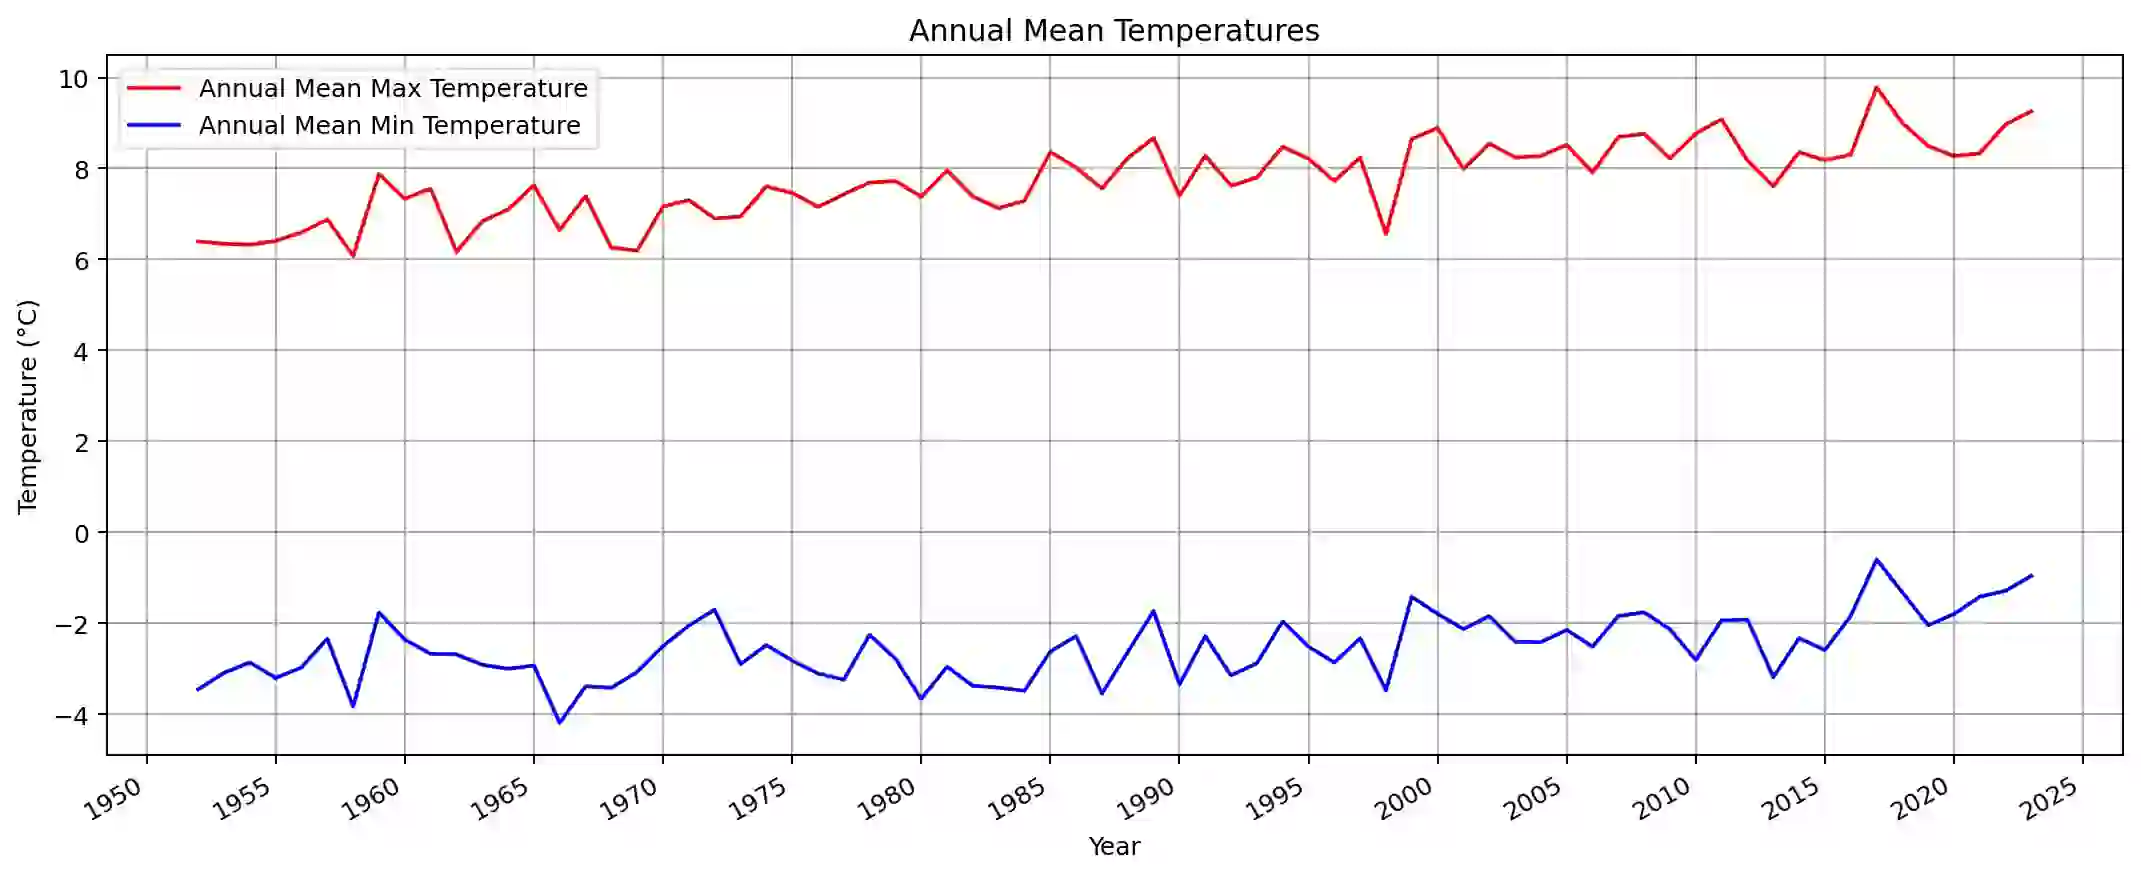 Annual Mean Temperatures
Annual Mean Max Temperature
Annual Mean Min Temperature
Temperature (°C)
10
8
6
4
2
0
−2
−4
1950 1955 1960 1965 1970 1975 1980 1985 1990 1995 2000 2005 2010 2015 2020 2025
Year